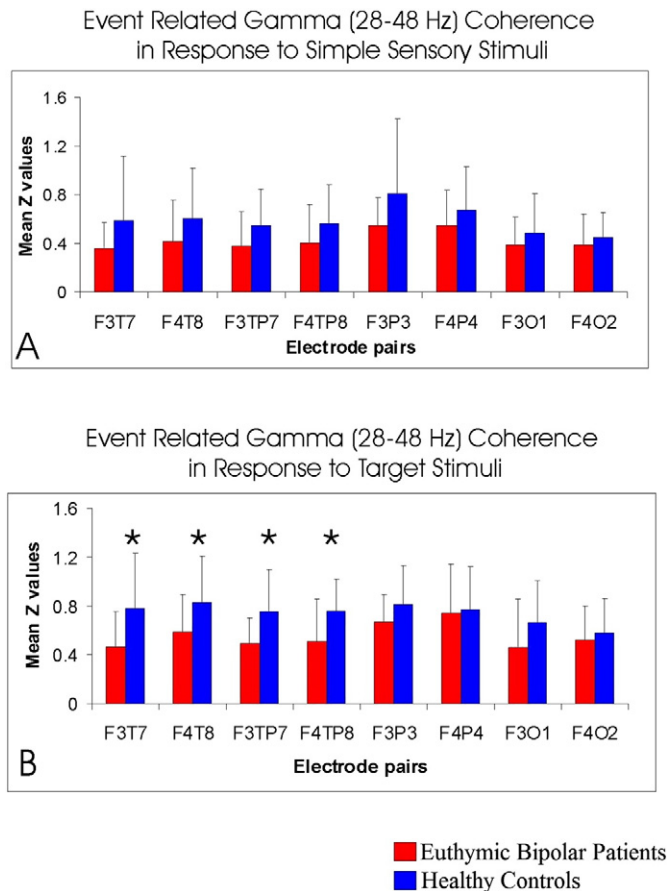 Event Related Gamma (28-48 Hz) Coherence
in Response to Simple Sensory Stimuli
1.6
1.2
0.8
0.4
0
Mean Z values
F3T7 F4T8 F3TP7 F4TP8 F3P3 F4P4 F3O1 F4O2
Electrode pairs
A
Event Related Gamma (28-48 Hz) Coherence
in Response to Target Stimuli
1.6
1.2
0.8
0.4
0
Mean Z values
* * * *
F3T7 F4T8 F3TP7 F4TP8 F3P3 F4P4 F3O1 F4O2
Electrode pairs
B
Euthymic Bipolar Patients
Healthy Controls